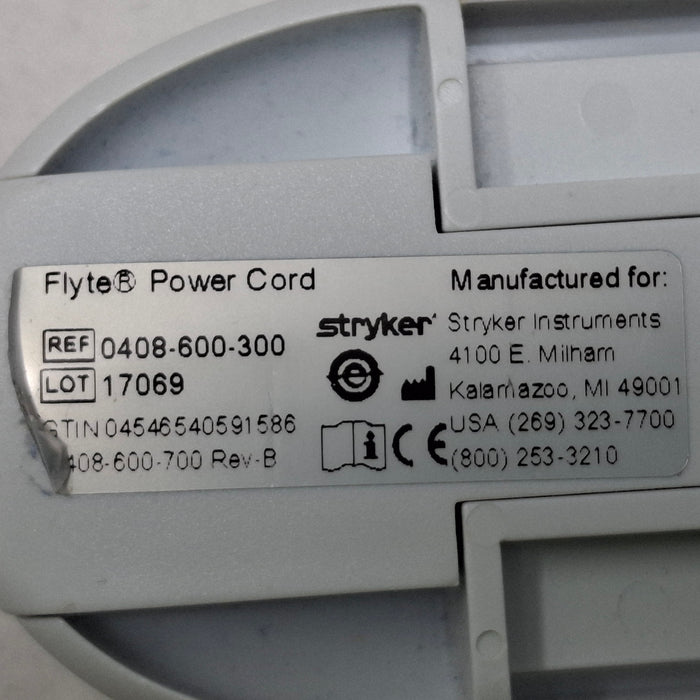 Flyte® Power Cord
REF 0408-600-300
LOT 17069
GTIN 04546540591586
408-600-700 Rev-B
stryker
Manufactured for:
Stryker Instruments
4100 E. Milham
Kalamazoo, MI 49001
USA (269) 323-7700
(800) 253-3210
CE